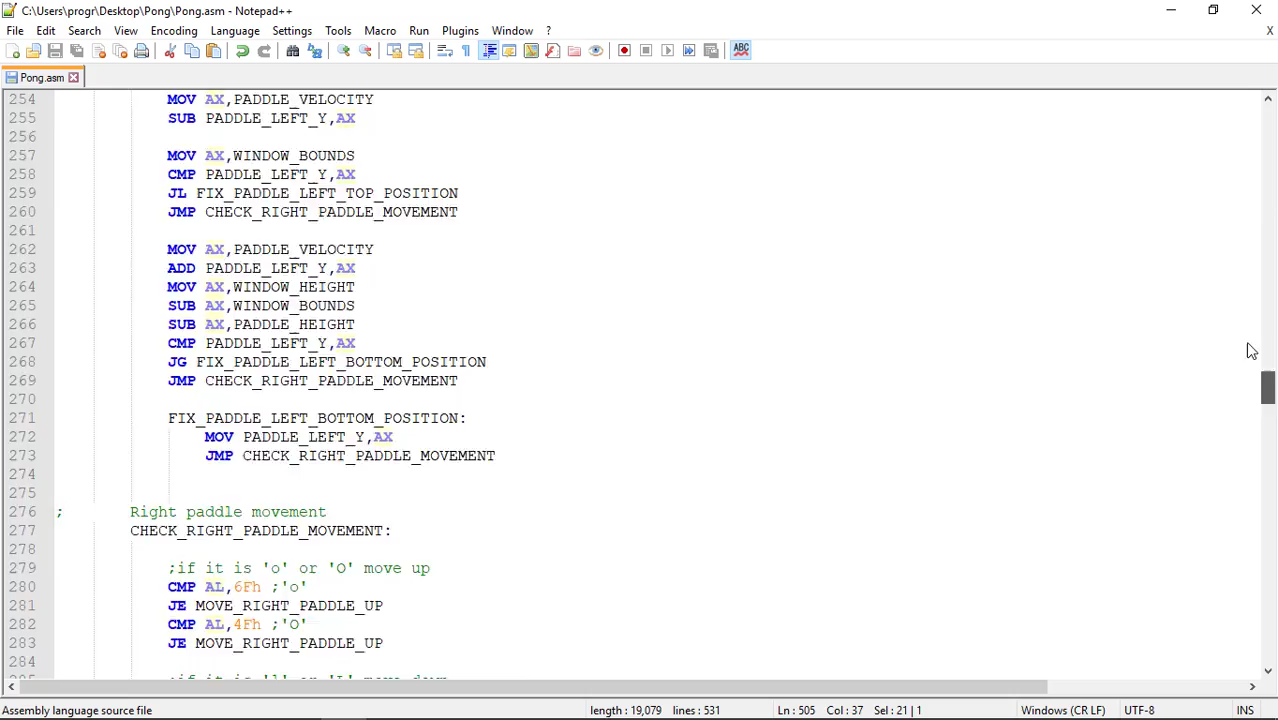 C:\Users\progr\Desktop\Pong\Pong.asm - Notepad++
File Edit Search View Encoding Language Settings Tools Macro Run Plugins Window ? X
ABC
Pong.asm
254 MOV AX,PADDLE_VELOCITY
255 SUB PADDLE_LEFT_Y,AX
256
257 MOV AX,WINDOW_BOUNDS
258 CMP PADDLE_LEFT_Y,AX
259 JL FIX_PADDLE_LEFT_TOP_POSITION
260 JMP CHECK_RIGHT_PADDLE_MOVEMENT
261
262 MOV AX,PADDLE_VELOCITY
263 ADD PADDLE_LEFT_Y,AX
264 MOV AX,WINDOW_HEIGHT
265 SUB AX,WINDOW_BOUNDS
266 SUB AX,PADDLE_HEIGHT
267 CMP PADDLE_LEFT_Y,AX
268 JG FIX_PADDLE_LEFT_BOTTOM_POSITION
269 JMP CHECK_RIGHT_PADDLE_MOVEMENT
270
271 FIX_PADDLE_LEFT_BOTTOM_POSITION:
272 MOV PADDLE_LEFT_Y,AX
273 JMP CHECK_RIGHT_PADDLE_MOVEMENT
274
275
276 ; Right paddle movement
277 CHECK_RIGHT_PADDLE_MOVEMENT:
278
279 ;if it is 'o' or 'O' move up
280 CMP AL,6Fh ;'o'
281 JE MOVE_RIGHT_PADDLE_UP
282 CMP AL,4Fh ;'O'
283 JE MOVE_RIGHT_PADDLE_UP
284
Assembly language source file length : 19,079 lines : 531 Ln : 505 Col : 37 Sel : 21 | 1 Windows (CR LF) UTF-8 INS